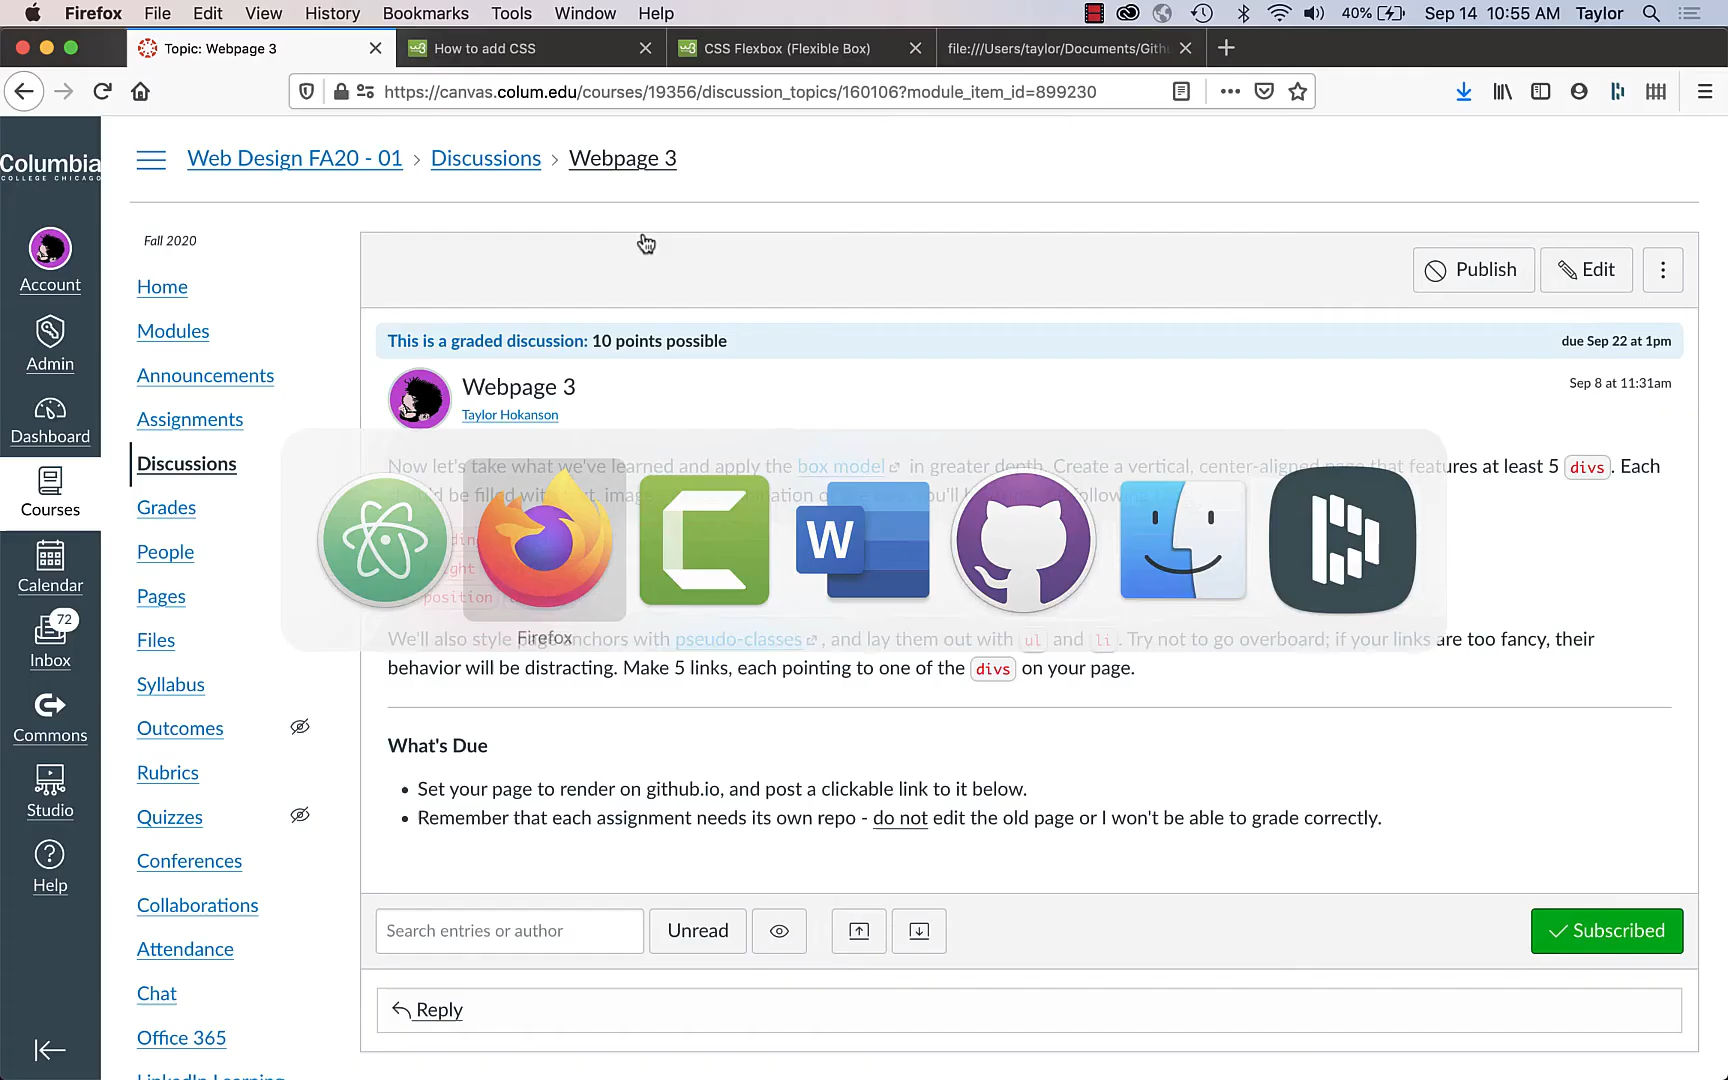 Firefox File Edit View History Bookmarks Tools Window Help 40% Sep 14 10:55 AM Taylor
Topic: Webpage 3 How to add CSS CSS Flexbox (Flexible Box) file:///Users/taylor/Documents/Gith
https://canvas.colum.edu/courses/19356/discussion_topics/160106?module_item_id=899230
Columbia
COLLEGE CHICAGO
Account
Admin
Dashboard
Courses
Calendar
72
Inbox
Commons
Studio
Help
Web Design FA20 - 01 › Discussions › Webpage 3
Fall 2020
Home
Modules
Announcements
Assignments
Discussions
Grades
People
Pages
Files
Syllabus
Outcomes
Rubrics
Quizzes
Conferences
Collaborations
Attendance
Chat
Office 365
LinkedIn Learning
Publish Edit
This is a graded discussion: 10 points possible due Sep 22 at 1pm
Webpage 3 Sep 8 at 11:31am
Taylor Hokanson
Now let's take what we've learned and apply the box model in greater depth. Create a vertical, center-aligned page that features at least 5 divs. Each
position
W
Firefox
We'll also style page anchors with pseudo-classes, and lay them out with ul and li. Try not to go overboard; if your links are too fancy, their
behavior will be distracting. Make 5 links, each pointing to one of the divs on your page.
What's Due
Set your page to render on github.io, and post a clickable link to it below.
Remember that each assignment needs its own repo - do not edit the old page or I won't be able to grade correctly.
Search entries or author Unread Subscribed
Reply